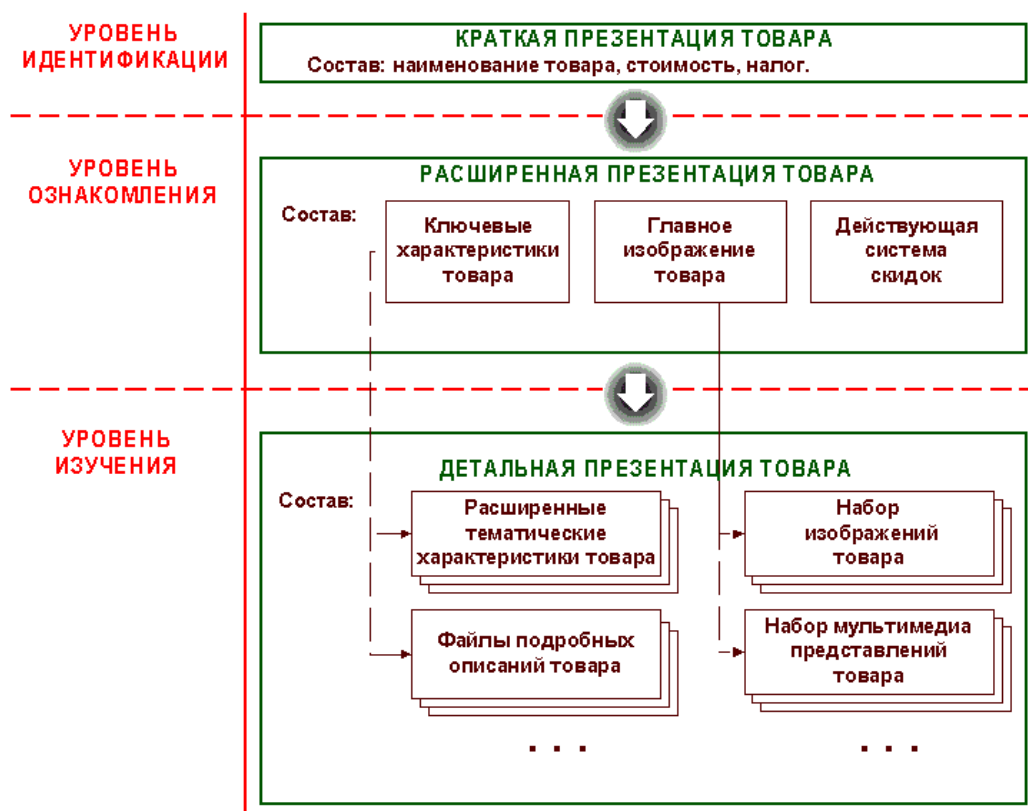 УРОВЕНЬ
ИДЕНТИФИКАЦИИ
КРАТКАЯ ПРЕЗЕНТАЦИЯ ТОВАРА
Состав: наименование товара, стоимость, налог.
УРОВЕНЬ
ОЗНАКОМЛЕНИЯ
РАСШИРЕННАЯ ПРЕЗЕНТАЦИЯ ТОВАРА
Состав:
Ключевые
характеристики
товара
Главное
изображение
товара
Действующая
система
скидок
УРОВЕНЬ
ИЗУЧЕНИЯ
ДЕТАЛЬНАЯ ПРЕЗЕНТАЦИЯ ТОВАРА
Состав:
Расширенные
тематические
характеристики товара
Набор
изображений
товара
Файлы подробных
описаний товара
Набор мультимедиа
представлений
товара
. . .
. . .